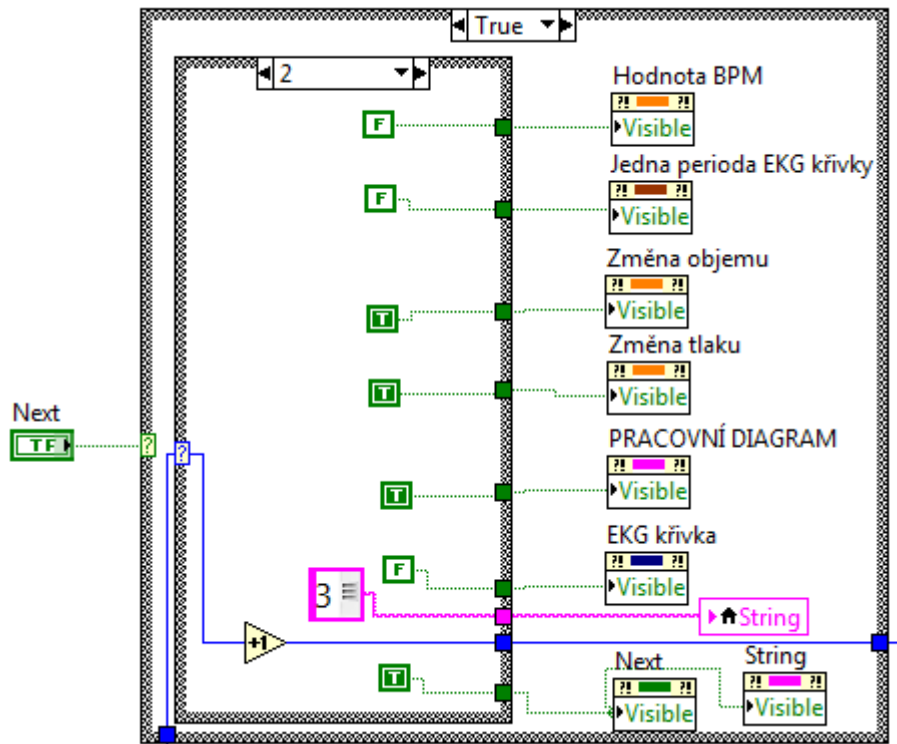 True
2
Hodnota BPM
?! ?!
Visible
F
Jedna perioda EKG křivky
?! ?!
Visible
F
Změna objemu
?! ?!
Visible
T
Změna tlaku
?! ?!
Visible
T
Next
TF
?
?
PRACOVNÍ DIAGRAM
?! ?!
Visible
T
EKG křivka
?! ?!
Visible
F
3
String
+1
Next
String
?! ?!
?! ?!
T
Visible
Visible